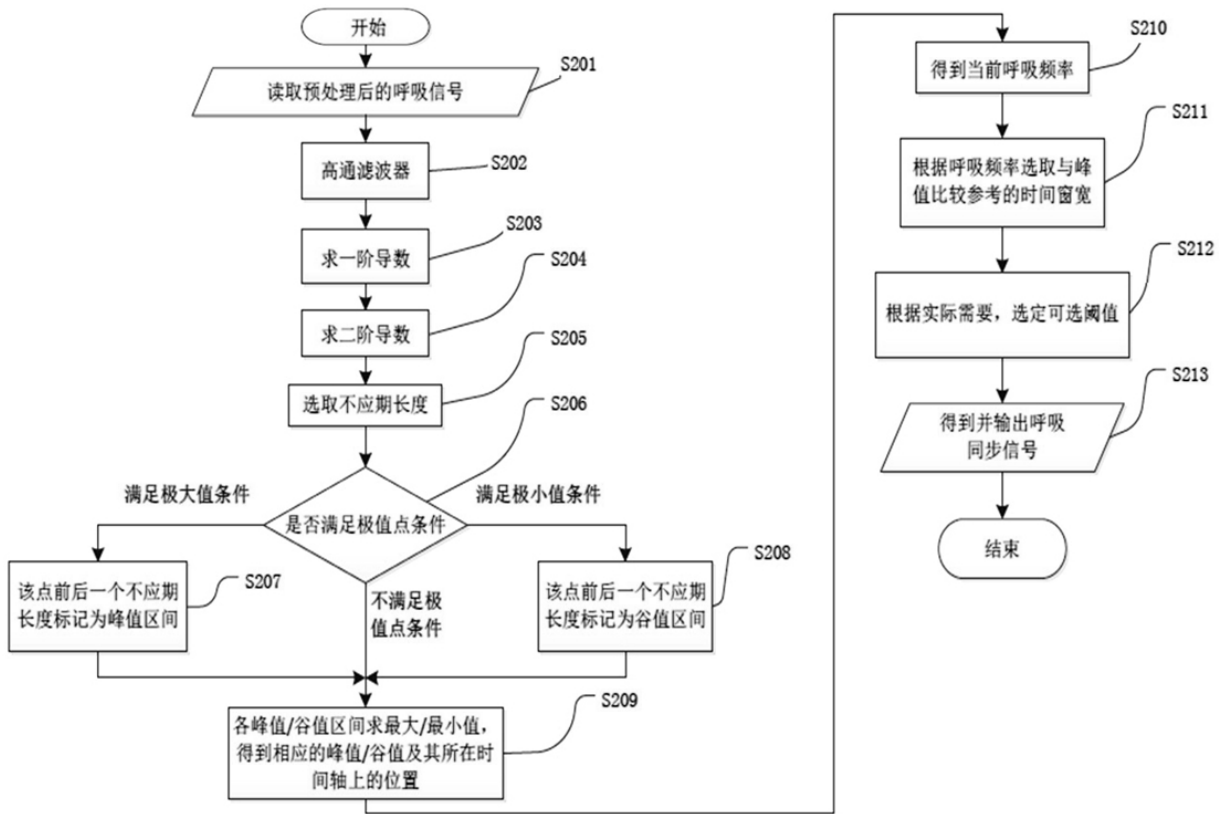 开始
S201
读取预处理后的呼吸信号
S202
高通滤波器
S203
求一阶导数
S204
求二阶导数
S205
选取不应期长度
S206
是否满足极值点条件
满足极大值条件
满足极小值条件
S207
该点前后一个不应期
长度标记为峰值区间
不满足极
值点条件
S208
该点前后一个不应期
长度标记为谷值区间
S209
各峰值/谷值区间求最大/最小值，
得到相应的峰值/谷值及其所在时
间轴上的位置
S210
得到当前呼吸频率
S211
根据呼吸频率选取与峰
值比较参考的时间窗宽
S212
根据实际需要，选定可选阈值
S213
得到并输出呼吸
同步信号
结束